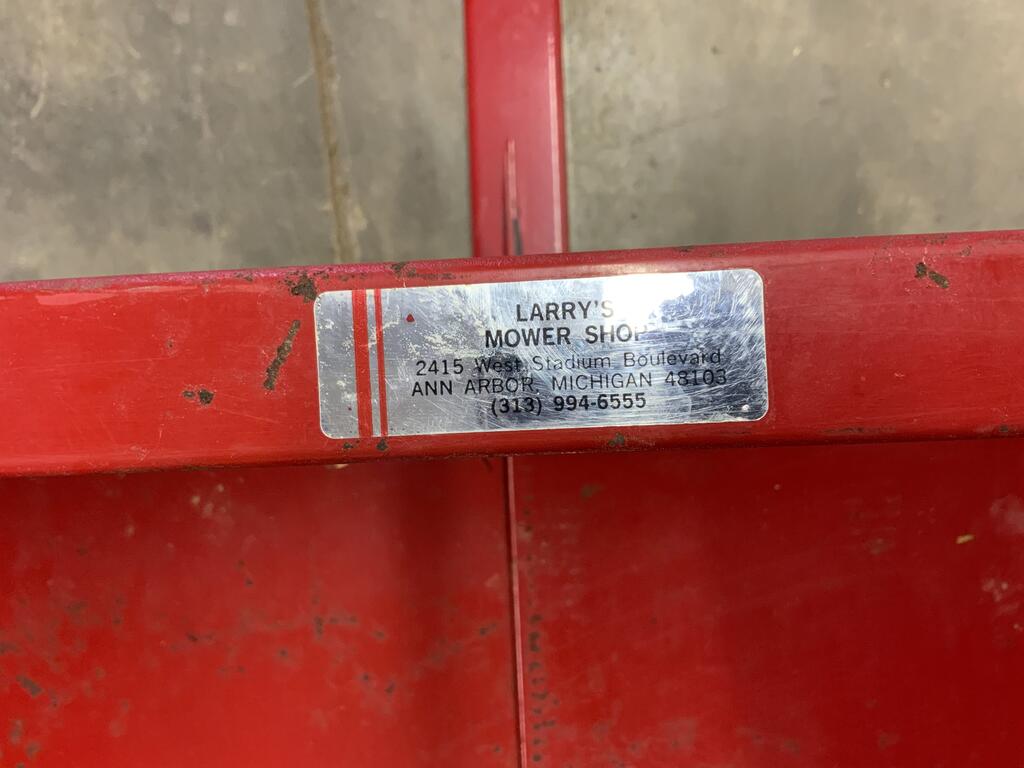 LARRY'S
MOWER SHOP
2415 West Stadium Boulevard
ANN ARBOR, MICHIGAN 48103
(313) 994-6555